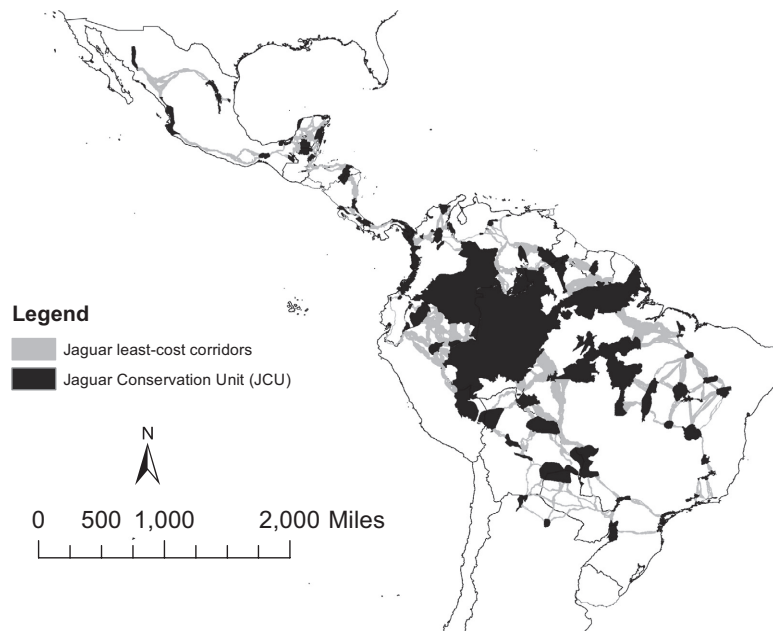 Legend
Jaguar least-cost corridors
Jaguar Conservation Unit (JCU)
N
0 500 1,000 2,000 Miles